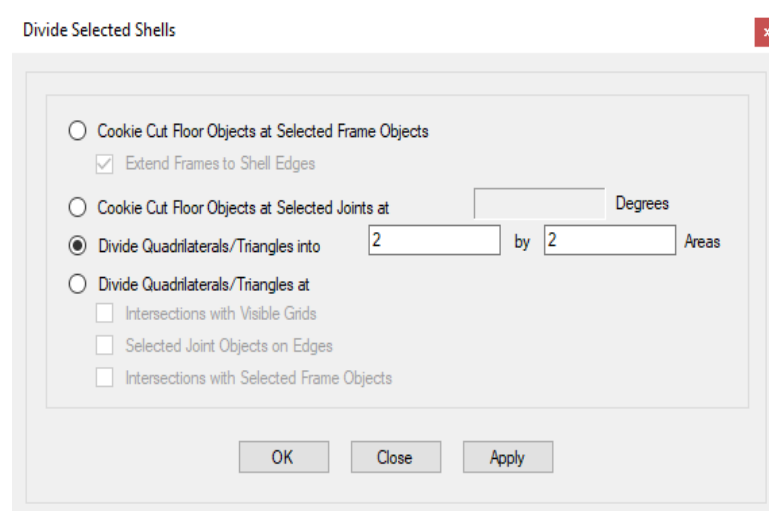 Divide Selected Shells
x
Cookie Cut Floor Objects at Selected Frame Objects
Extend Frames to Shell Edges
Cookie Cut Floor Objects at Selected Joints at Degrees
Divide Quadrilaterals/Triangles into 2 by 2 Areas
Divide Quadrilaterals/Triangles at
Intersections with Visible Grids
Selected Joint Objects on Edges
Intersections with Selected Frame Objects
OK Close Apply